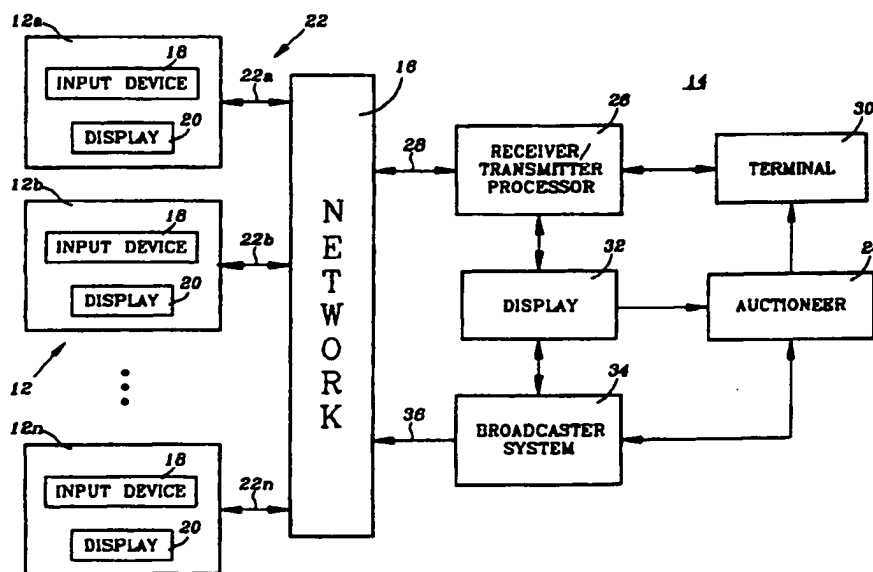 12a
18
INPUT DEVICE
20
DISPLAY
22a
22
16
12b
18
INPUT DEVICE
20
DISPLAY
22b
12
12n
18
INPUT DEVICE
20
DISPLAY
22n
NETWORK
28
26
RECEIVER/
TRANSMITTER
PROCESSOR
14
30
TERMINAL
32
DISPLAY
AUCTIONEER
34
BROADCASTER
SYSTEM
36